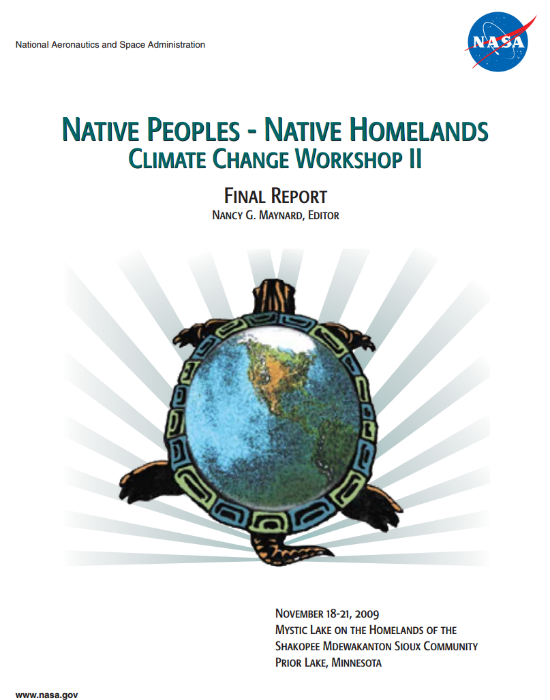 National Aeronautics and Space Administration
NASA
NATIVE PEOPLES - NATIVE HOMELANDS
CLIMATE CHANGE WORKSHOP II
FINAL REPORT
NANCY G. MAYNARD, EDITOR
NOVEMBER 18-21, 2009
MYSTIC LAKE ON THE HOMELANDS OF THE
SHAKOPEE MDEWAKANTON SIOUX COMMUNITY
PRIOR LAKE, MINNESOTA
www.nasa.gov